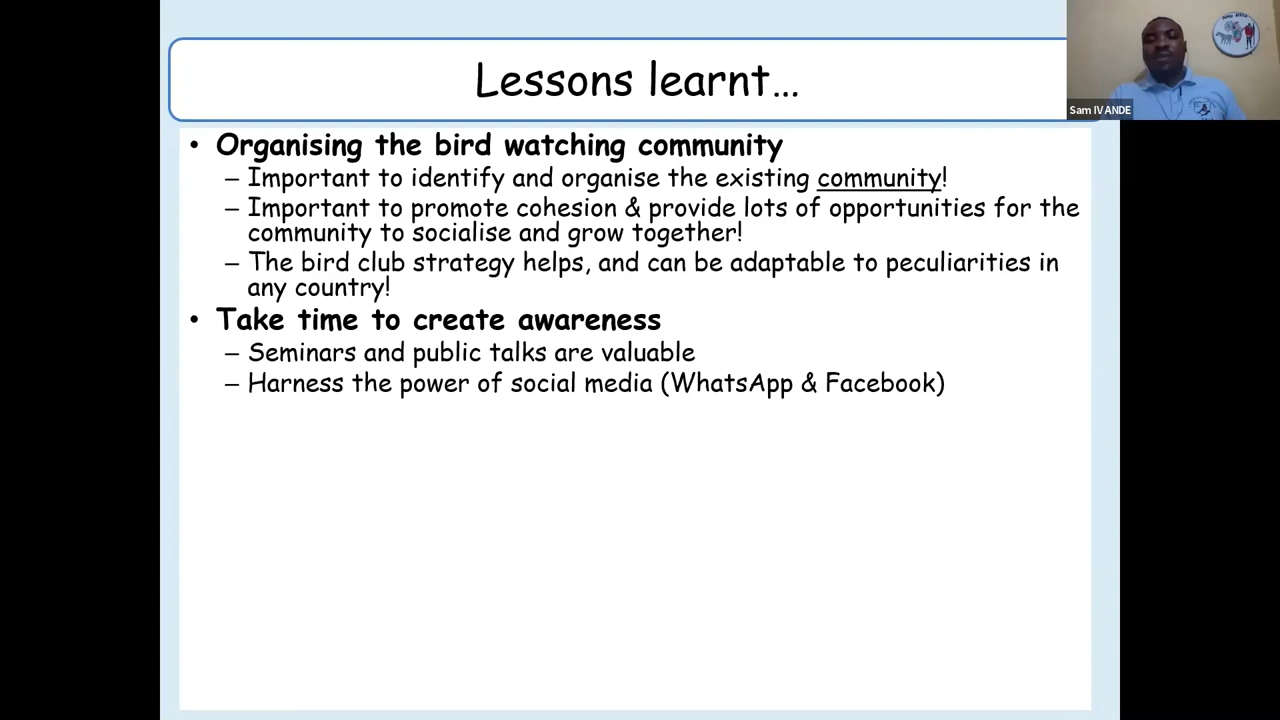 Lessons learnt…
Sam IVANDE
• Organising the bird watching community
– Important to identify and organise the existing community!
– Important to promote cohesion & provide lots of opportunities for the
community to socialise and grow together!
– The bird club strategy helps, and can be adaptable to peculiarities in
any country!
• Take time to create awareness
– Seminars and public talks are valuable
– Harness the power of social media (WhatsApp & Facebook)